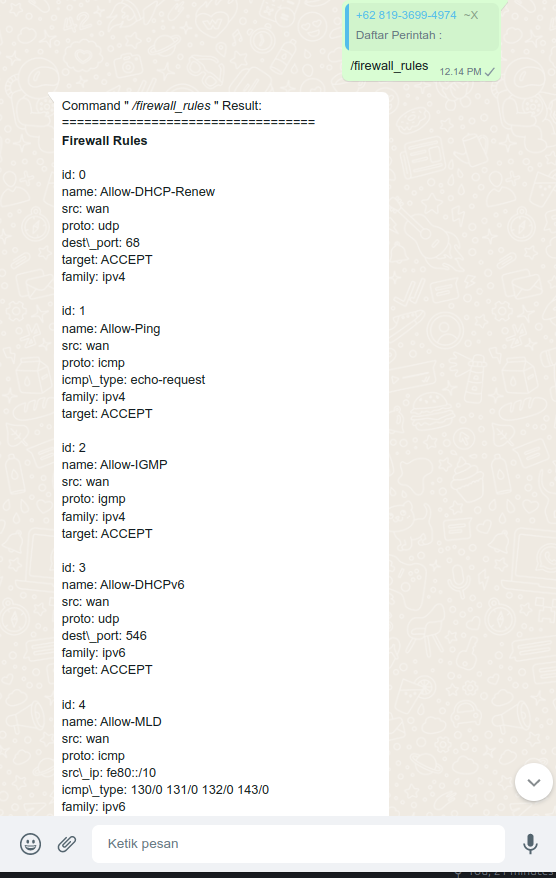 +62 819-3699-4974 ~X
Daftar Perintah :
/firewall_rules
12.14 PM
Command " /firewall_rules " Result:
==================================
Firewall Rules
id: 0
name: Allow-DHCP-Renew
src: wan
proto: udp
dest\_port: 68
target: ACCEPT
family: ipv4
id: 1
name: Allow-Ping
src: wan
proto: icmp
icmp\_type: echo-request
family: ipv4
target: ACCEPT
id: 2
name: Allow-IGMP
src: wan
proto: igmp
family: ipv4
target: ACCEPT
id: 3
name: Allow-DHCPv6
src: wan
proto: udp
dest\_port: 546
family: ipv6
target: ACCEPT
id: 4
name: Allow-MLD
src: wan
proto: icmp
src\_ip: fe80::/10
icmp\_type: 130/0 131/0 132/0 143/0
family: ipv6
Ketik pesan